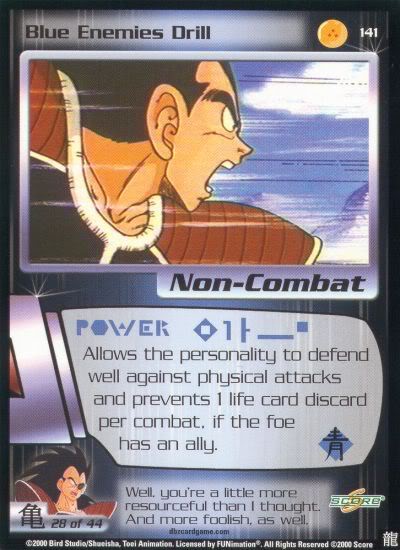 Blue Enemies Drill
141
Non-Combat
POWER
Allows the personality to defend
well against physical attacks
and prevents 1 life card discard
per combat, if the foe
has an ally.
青
亀
28 of 44
Well, you're a little more
resourceful than I thought.
And more foolish, as well.
SCORE
龍
©2000 Bird Studio/Shueisha, Toei Animation. Licensed by FUNimation®. All Rights Reserved ©2000 Score
dbzcardgame.com